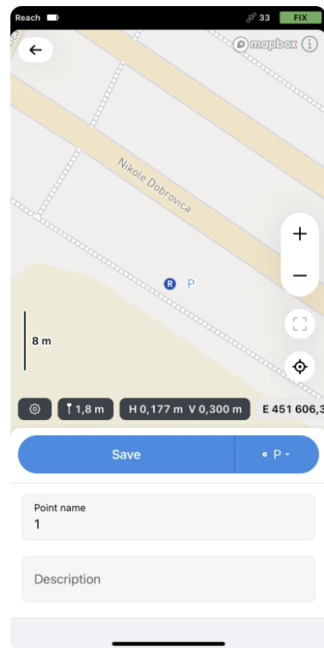 Reach
33
FIX
mapbox
Nikole Dobrovica
R P
8 m
1,8 m
H 0,177 m V 0,300 m
E 451 606,3
Save
P
Point name
1
Description